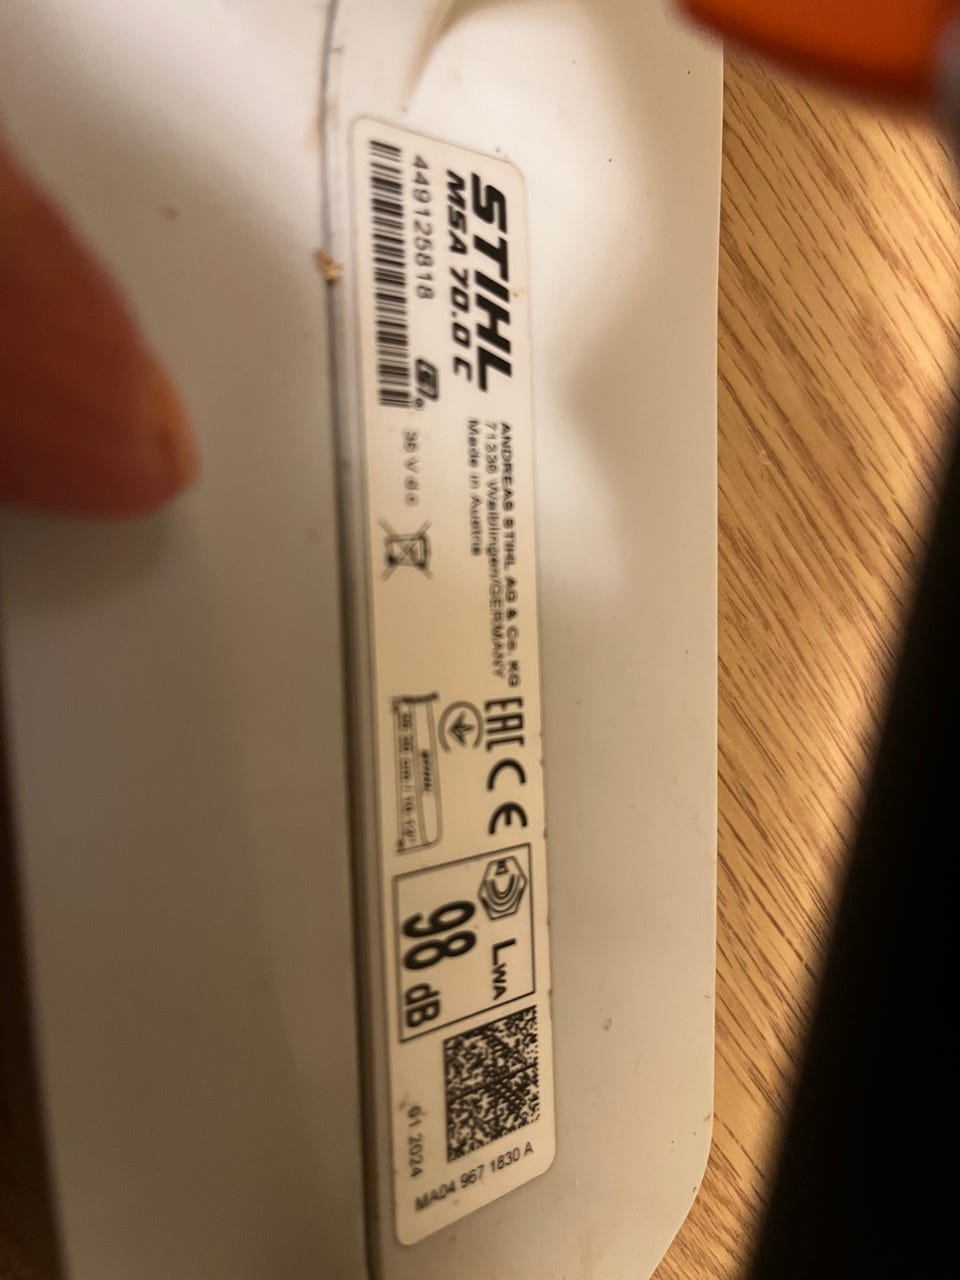 STIHL
MSA 70.0 C
449125818
36 V
ANDREAS STIHL AG & Co. KG
71336 Waiblingen/GERMANY
Made in Austria
EAC CE
LWA
98 dB
01 2024
MA04 967 1830 A